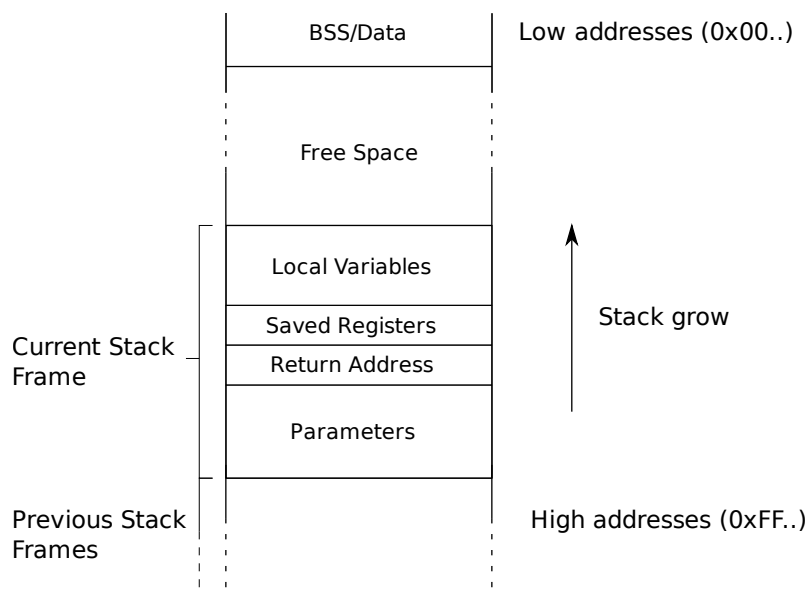 BSS/Data
Low addresses (0x00..)
Free Space
Local Variables
Saved Registers
Stack grow
Current Stack
Frame
Return Address
Parameters
Previous Stack
Frames
High addresses (0xFF..)